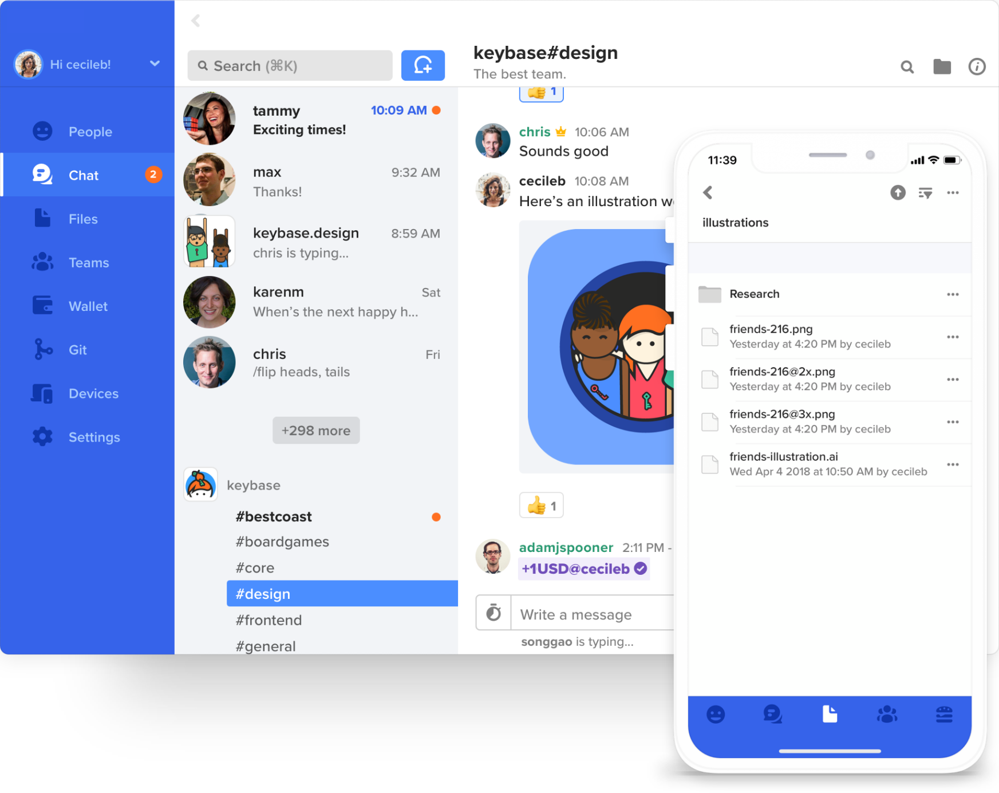 Hi cecileb!
People
Chat
2
Files
Teams
Wallet
Git
Devices
Settings
Search (⌘K)
tammy
10:09 AM
Exciting times!
max
9:32 AM
Thanks!
keybase.design
8:59 AM
chris is typing...
karenm
Sat
When’s the next happy h...
chris
Fri
/flip heads, tails
+298 more
keybase
#bestcoast
#boardgames
#core
#design
#frontend
#general
keybase#design
The best team.
1
chris 10:06 AM
Sounds good
cecileb 10:08 AM
Here’s an illustration
1
adamjspooner 2:11 PM -
+1USD@cecileb
Write a message
songgao is typing...
11:39
illustrations
Research
friends-216.png
Yesterday at 4:20 PM by cecileb
friends-216@2x.png
Yesterday at 4:20 PM by cecileb
friends-216@3x.png
Yesterday at 4:20 PM by cecileb
friends-illustration.ai
Wed Apr 4 2018 at 10:50 AM by cecileb